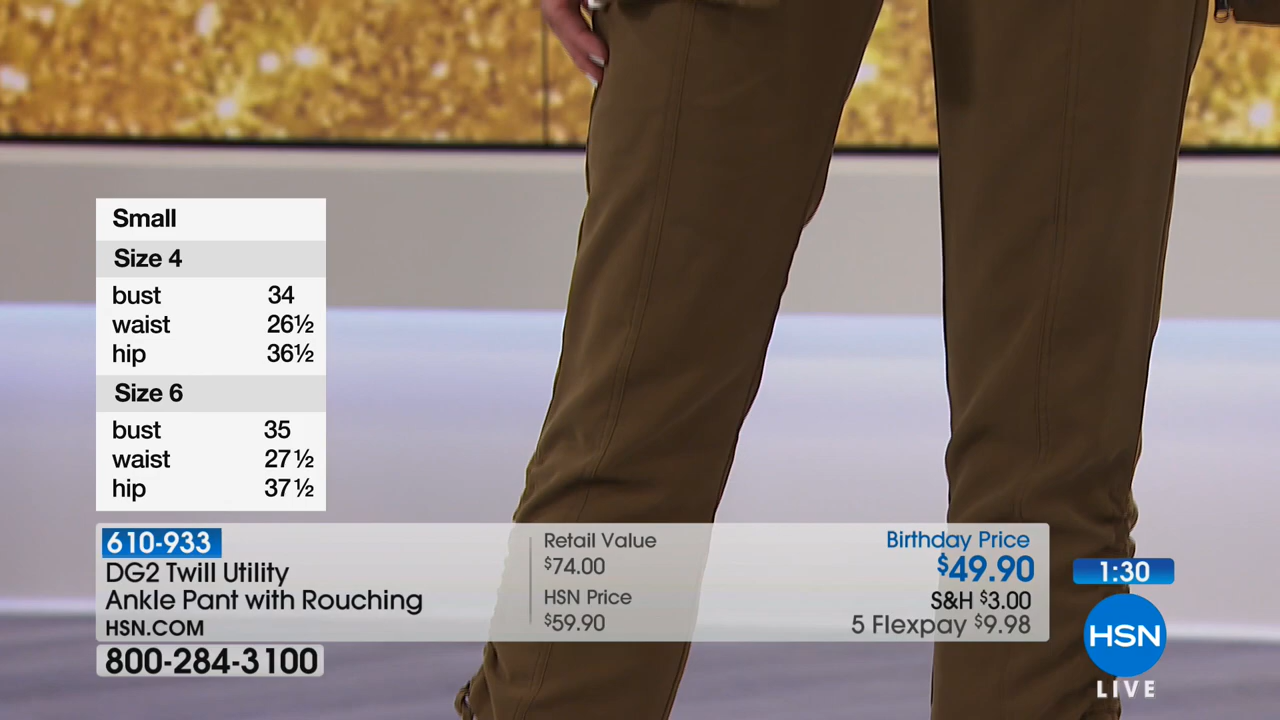 Small
Size 4
bust 34
waist 26½
hip 36½
Size 6
bust 35
waist 27½
hip 37½
610-933
DG2 Twill Utility
Ankle Pant with Rouching
HSN.COM
800-284-3100
Retail Value
$74.00
HSN Price
$59.90
Birthday Price
$49.90
S&H $3.00
5 Flexpay $9.98
1:30
HSN
LIVE